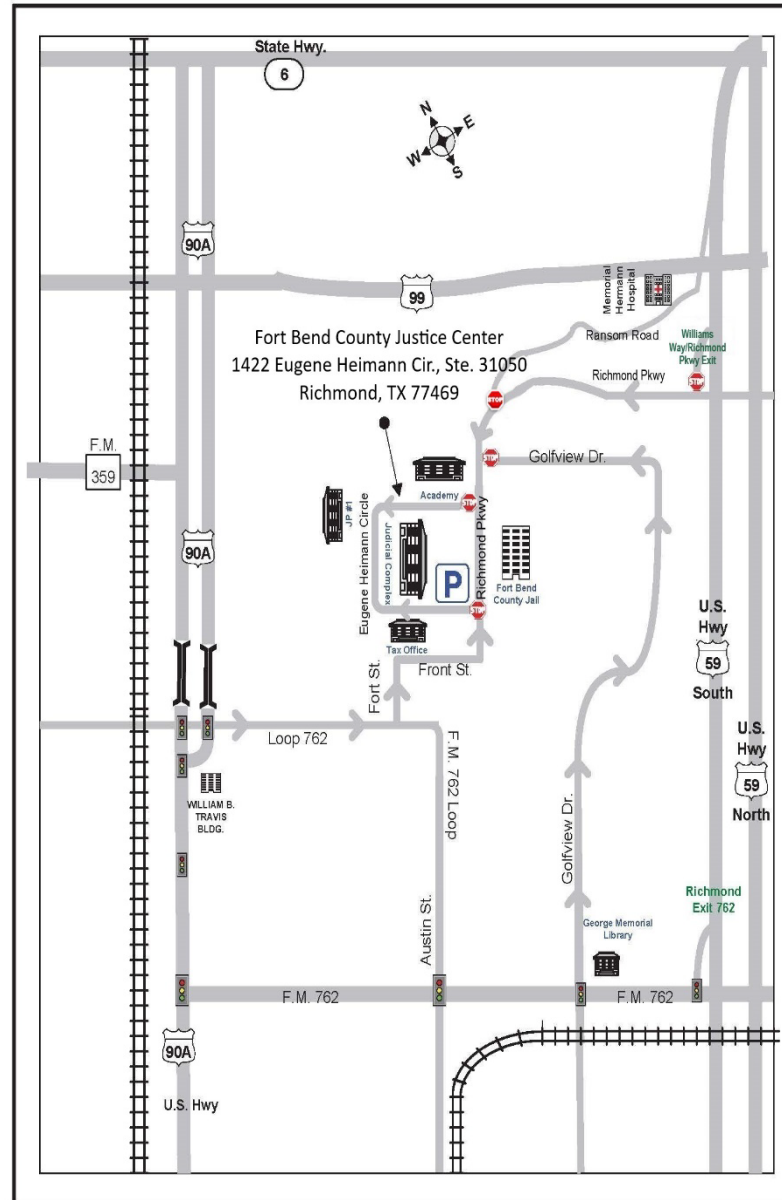 State Hwy.
6
N
E
W
S
90A
99
Memorial
Hermann
Hospital
Ransom Road
Williams
Way/Richmond
Pkwy Exit
STOP
Richmond Pkwy
STOP
Fort Bend County Justice Center
1422 Eugene Heimann Cir., Ste. 31050
Richmond, TX 77469
F.M.
359
STOP
Golfview Dr.
Academy
STOP
JP #1
Eugene Heimann Circle
Judicial Complex
Richmond Pkwy
P
Fort Bend
County Jail
90A
STOP
Tax Office
Fort St.
Front St.
U.S.
Hwy
59
South
Loop 762
F.M. 762 Loop
U.S.
Hwy
59
North
WILLIAM B.
TRAVIS
BLDG.
Golfview Dr.
Austin St.
Richmond
Exit 762
George Memorial
Library
F.M. 762
F.M. 762
90A
U.S. Hwy